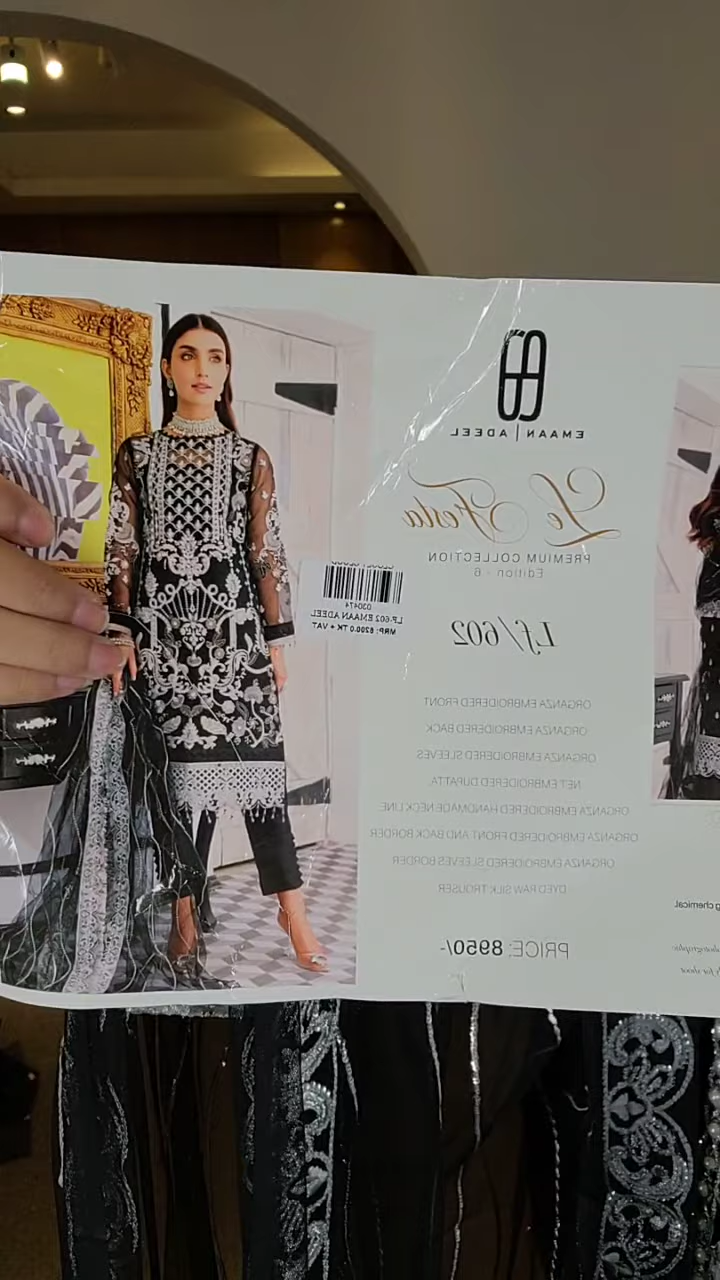 EMAAN | ADEEL
Le Festa
PREMIUM COLLECTION
Edition - 6
030474
LF-602 EMAAN ADEEL
MRP: 8200.0 TK + VAT
Lf/602
ORGANZA EMBROIDERED FRONT
ORGANZA EMBROIDERED BACK
ORGANZA EMBROIDERED SLEEVES
NET EMBROIDERED DUPATTA
ORGANZA EMBROIDERED HANDMADE NECK LINE
ORGANZA EMBROIDERED FRONT AND BACK BORDER
ORGANZA EMBROIDERED SLEEVES BORDER
DYED RAW SILK TROUSER
PRICE: 8950/-
chemical